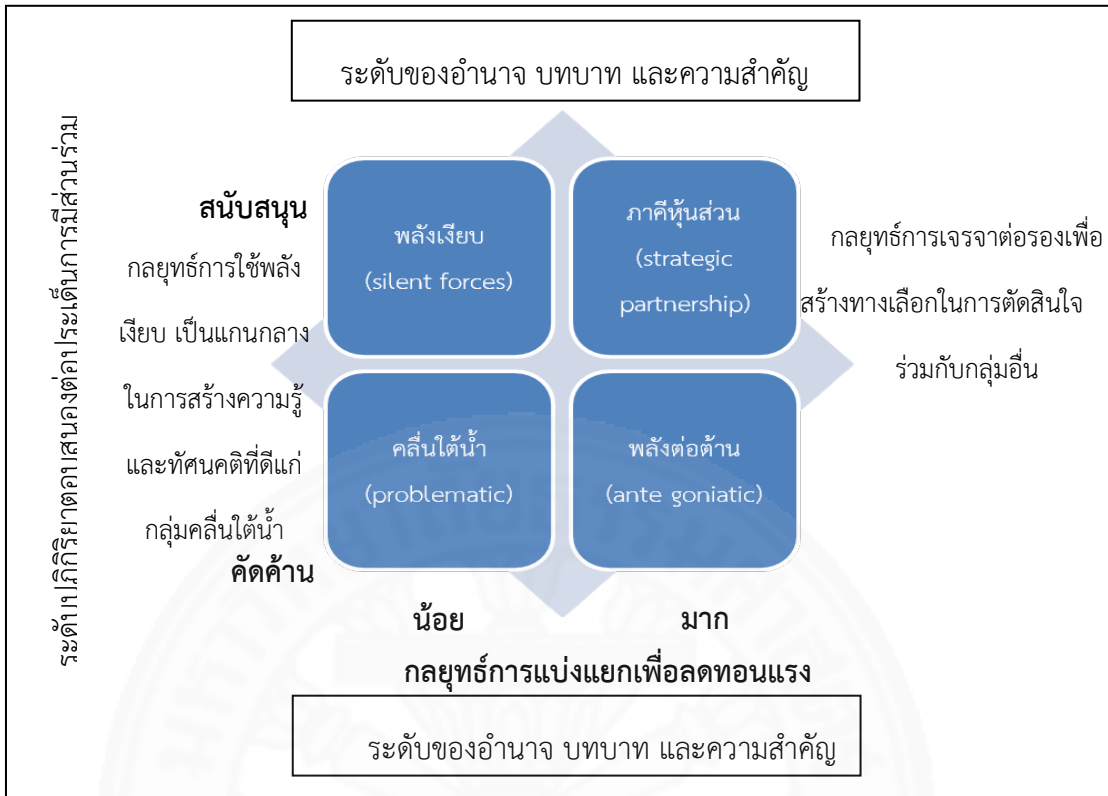 ระดับของอำนาจ บทบาท และความสำคัญ
ระดับปฏิกิริยาตอบสนองต่อประเด็นการมีส่วนร่วม
สนับสนุน
กลยุทธ์การใช้พลัง
เงียบ เป็นแกนกลาง
ในการสร้างความรู้
และทัศนคติที่ดีแก่
กลุ่มคลื่นใต้น้ำ
คัดค้าน
พลังเงียบ
(silent forces)
ภาคีหุ้นส่วน
(strategic
partnership)
คลื่นใต้น้ำ
(problematic)
พลังต่อต้าน
(ante goniatic)
กลยุทธ์การเจรจาต่อรองเพื่อ
สร้างทางเลือกในการตัดสินใจ
ร่วมกับกลุ่มอื่น
น้อย มาก
กลยุทธ์การแบ่งแยกเพื่อลดทอนแรง
ระดับของอำนาจ บทบาท และความสำคัญ